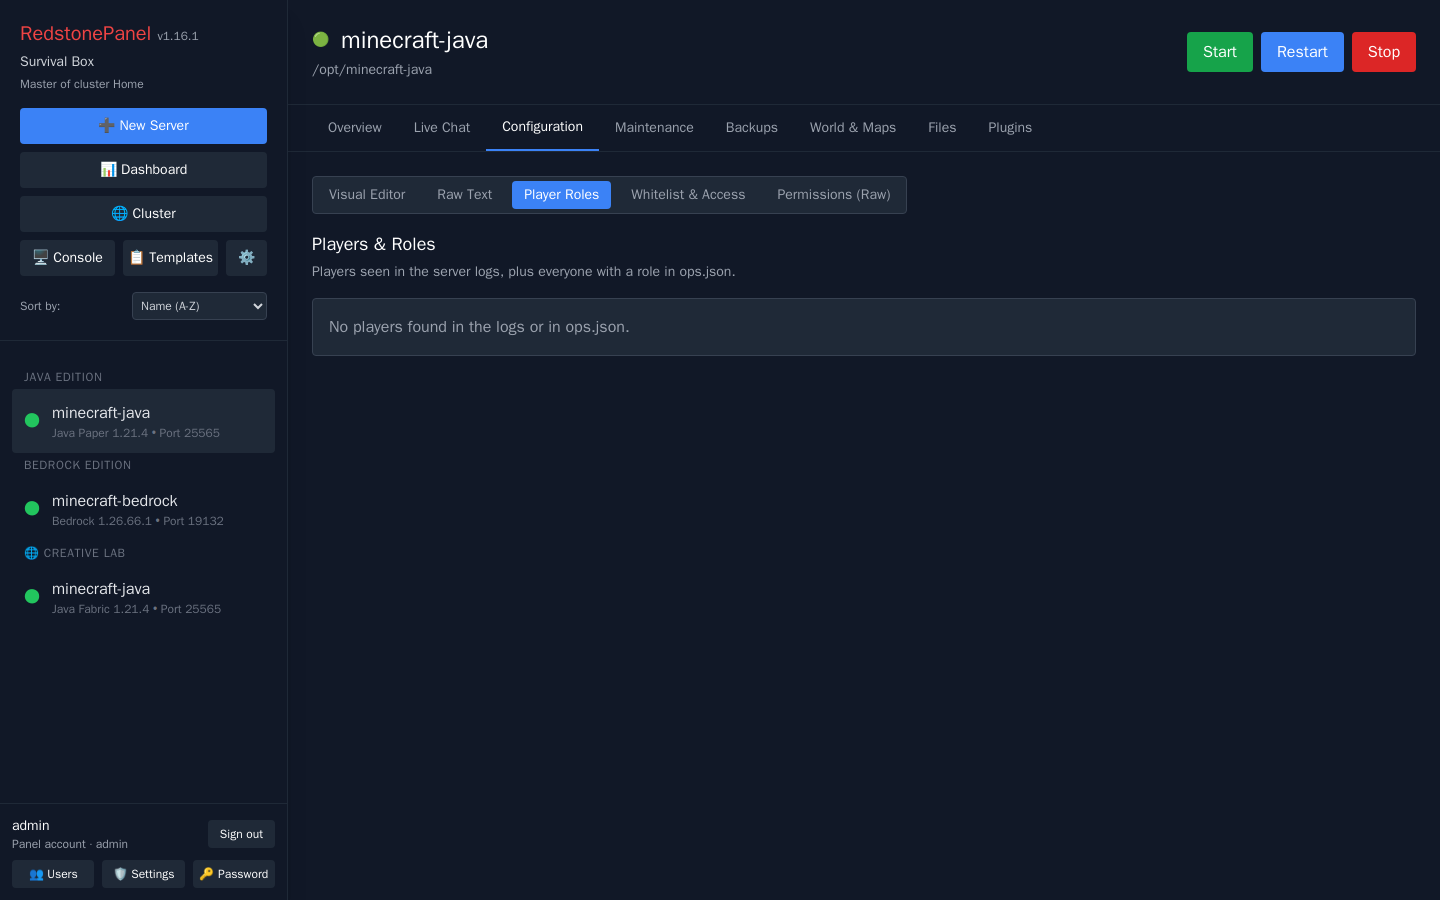 RedstonePanel v1.16.1
Survival Box
Master of cluster Home
➕ New Server
📊 Dashboard
🌐 Cluster
🖥️ Console
📋 Templates
⚙️
Sort by:
Name (A-Z)
JAVA EDITION
minecraft-java
Java Paper 1.21.4 • Port 25565
BEDROCK EDITION
minecraft-bedrock
Bedrock 1.26.66.1 • Port 19132
🌐 CREATIVE LAB
minecraft-java
Java Fabric 1.21.4 • Port 25565
admin
Panel account · admin
Sign out
👥 Users
🛡️ Settings
🔑 Password
minecraft-java
/opt/minecraft-java
Start
Restart
Stop
Overview
Live Chat
Configuration
Maintenance
Backups
World & Maps
Files
Plugins
Visual Editor
Raw Text
Player Roles
Whitelist & Access
Permissions (Raw)
Players & Roles
Players seen in the server logs, plus everyone with a role in ops.json.
No players found in the logs or in ops.json.